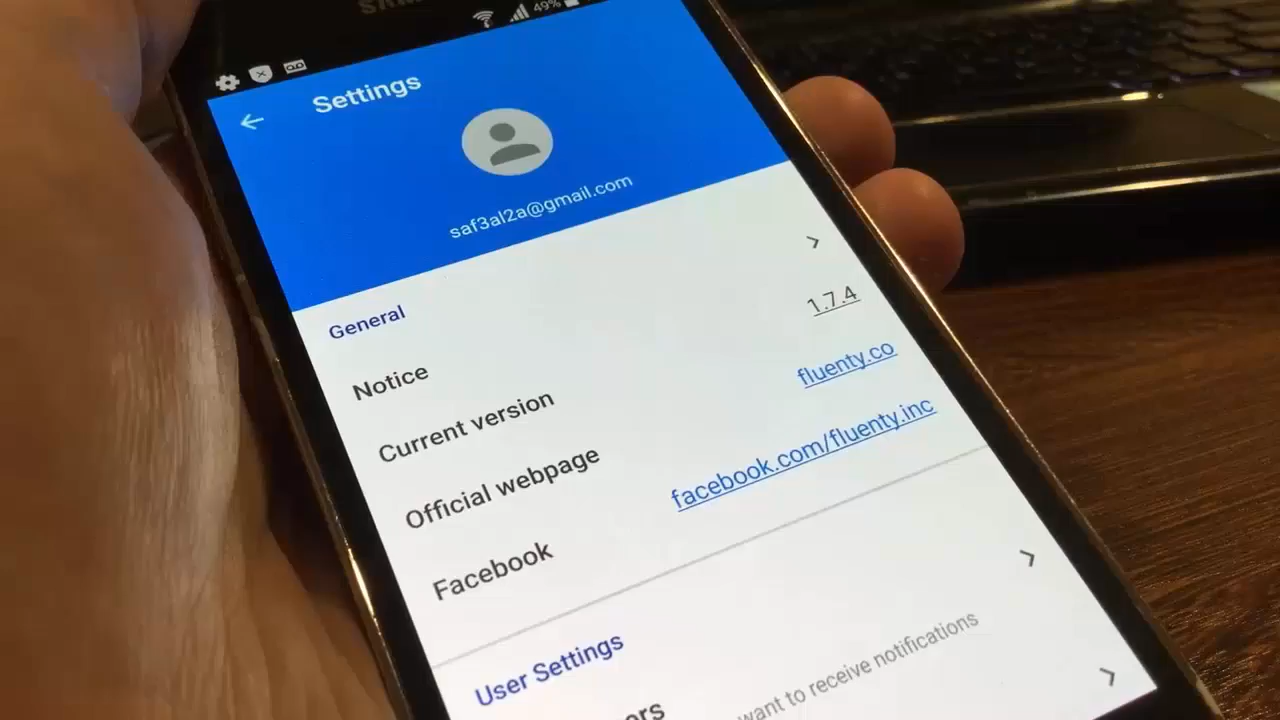 49%
Settings
saf3al2a@gmail.com
General
Notice
Current version 1.7.4
Official webpage fluenty.co
Facebook facebook.com/fluenty.inc
User Settings
want to receive notifications